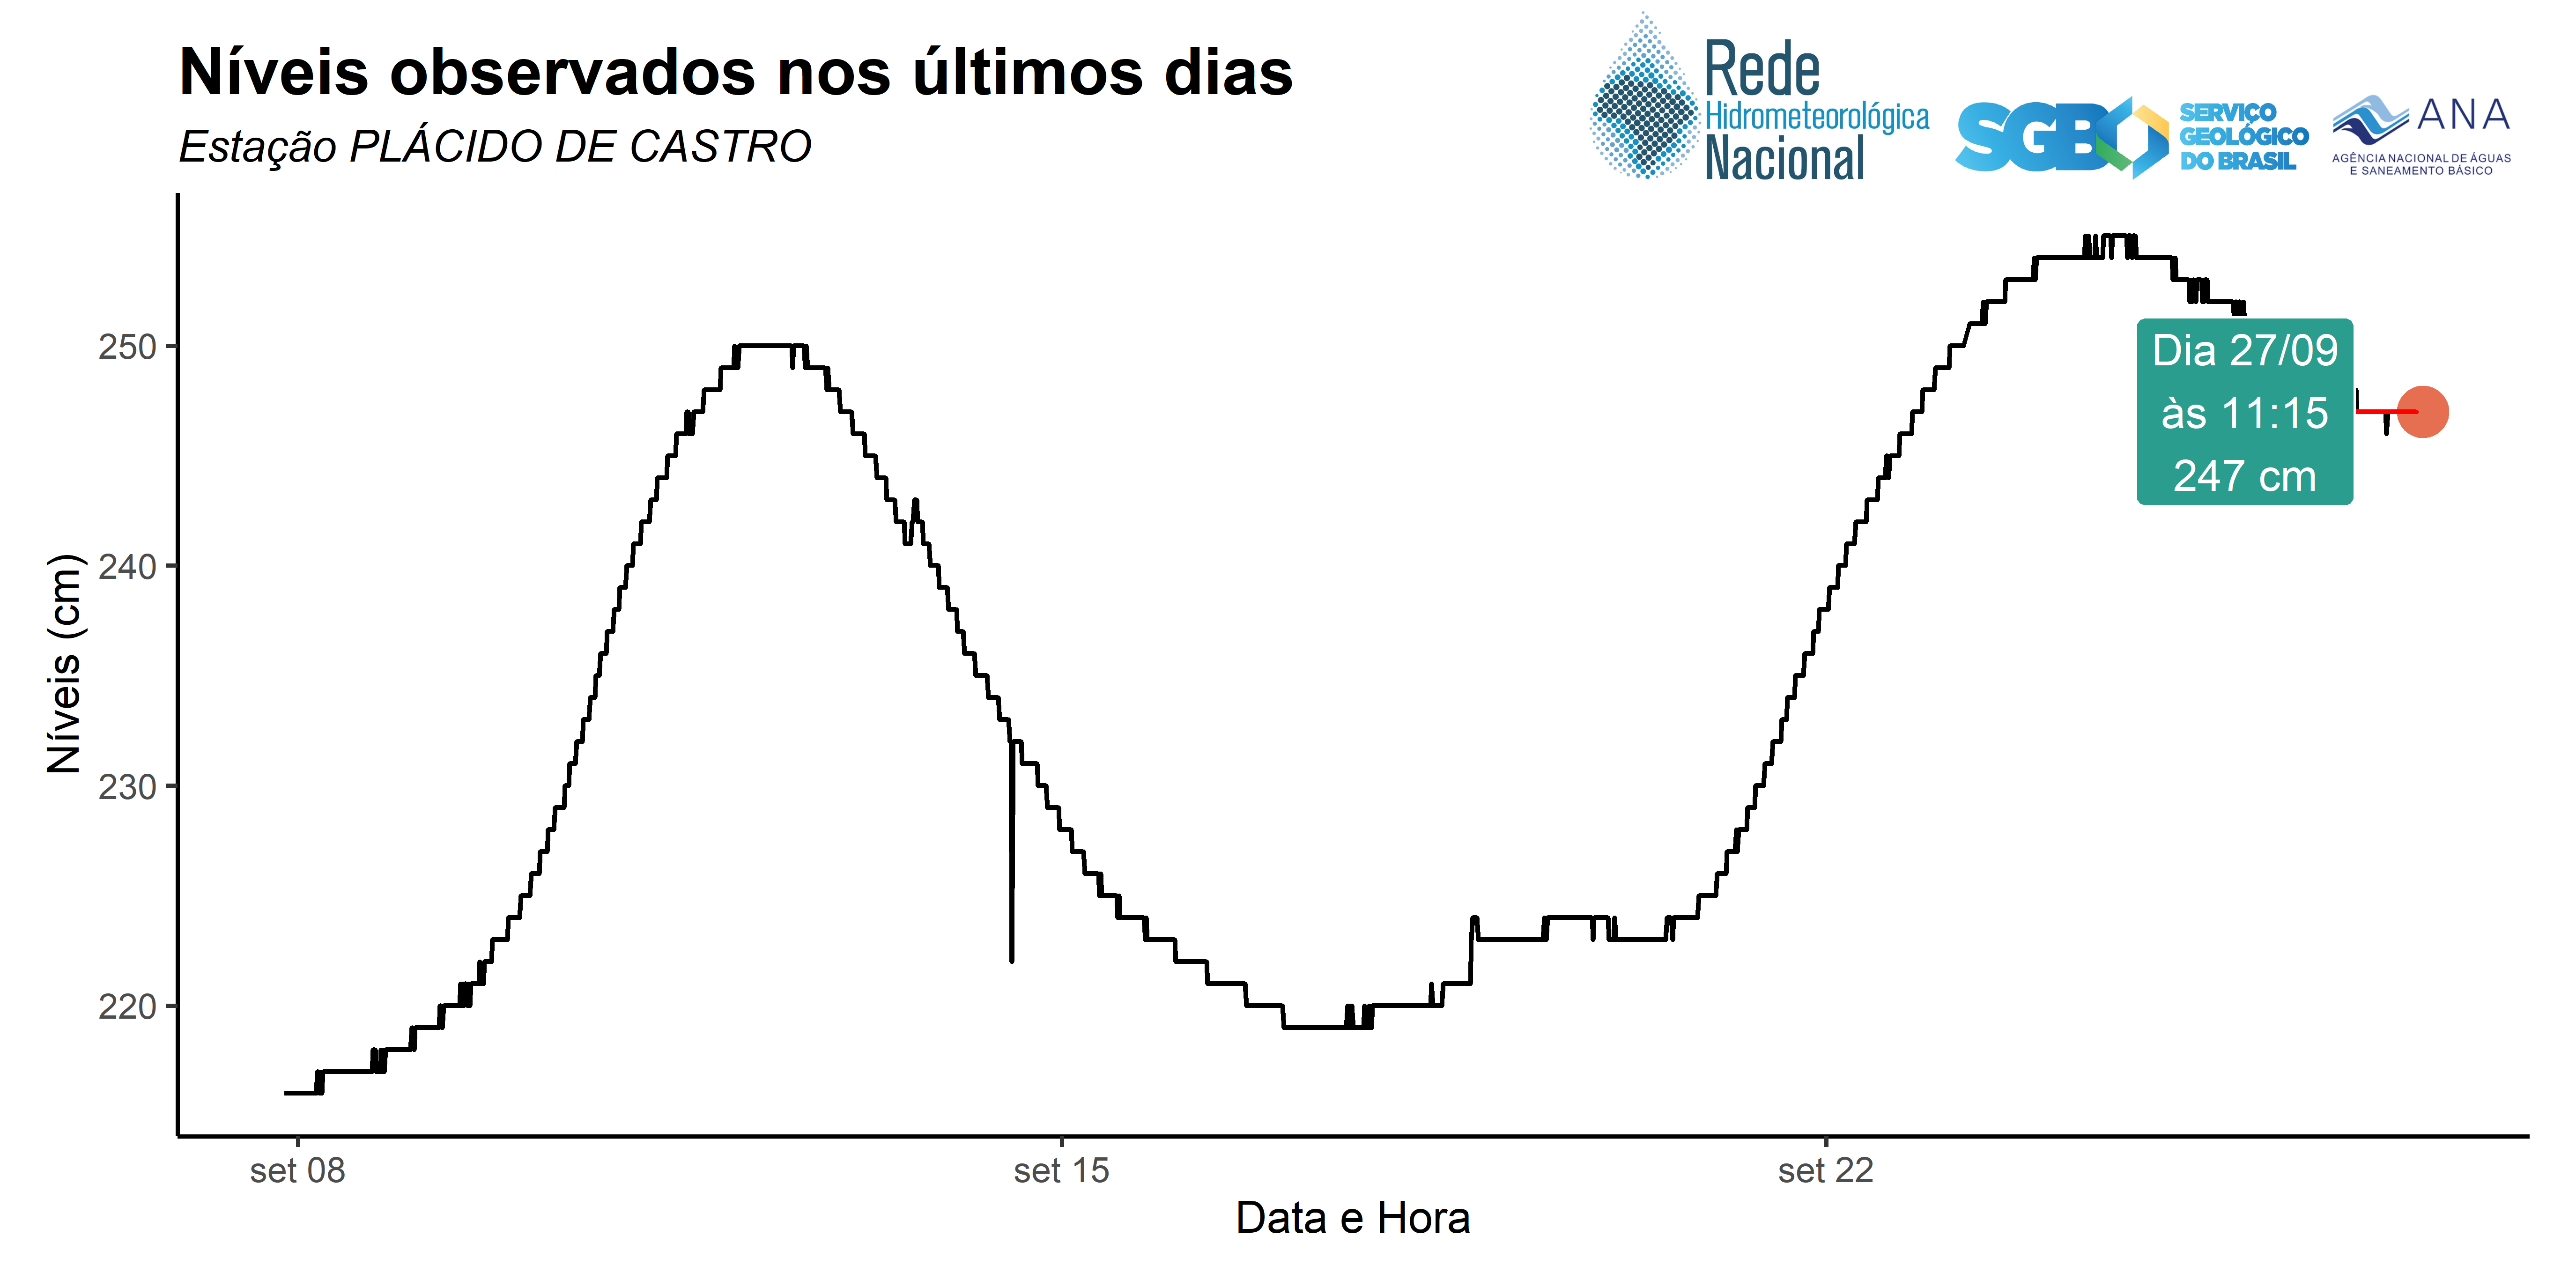 Níveis observados nos últimos dias
Estação PLÁCIDO DE CASTRO
Rede
Hidrometeorológica
Nacional
SGB
SERVIÇO
GEOLÓGICO
DO BRASIL
ANA
AGÊNCIA NACIONAL DE ÁGUAS
E SANEAMENTO BÁSICO
Níveis (cm)
250
240
230
220
Dia 27/09
às 11:15
247 cm
set 08
set 15
set 22
Data e Hora